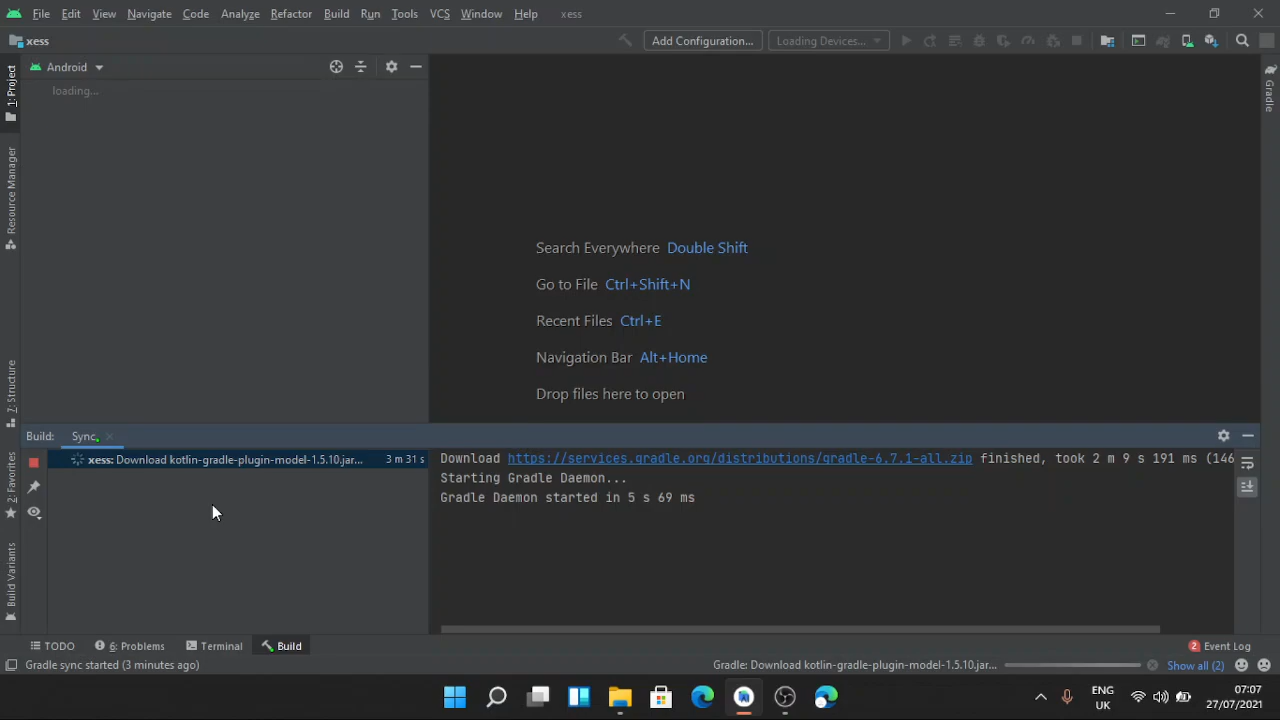 File Edit View Navigate Code Analyze Refactor Build Run Tools VCS Window Help xess
xess Add Configuration... Loading Devices...
Android
loading...
1: Project
Resource Manager
Z: Structure
2: Favorites
Build Variants
Gradle
Search Everywhere Double Shift
Go to File Ctrl+Shift+N
Recent Files Ctrl+E
Navigation Bar Alt+Home
Drop files here to open
Build: Sync
xess: Download kotlin-gradle-plugin-model-1.5.10.jar... 3 m 31 s
Download https://services.gradle.org/distributions/gradle-6.7.1-all.zip finished, took 2 m 9 s 191 ms (146
Starting Gradle Daemon...
Gradle Daemon started in 5 s 69 ms
TODO 6: Problems Terminal Build 2 Event Log
Gradle sync started (3 minutes ago) Gradle: Download kotlin-gradle-plugin-model-1.5.10.jar... Show all (2)
ENG 07:07
UK 27/07/2021